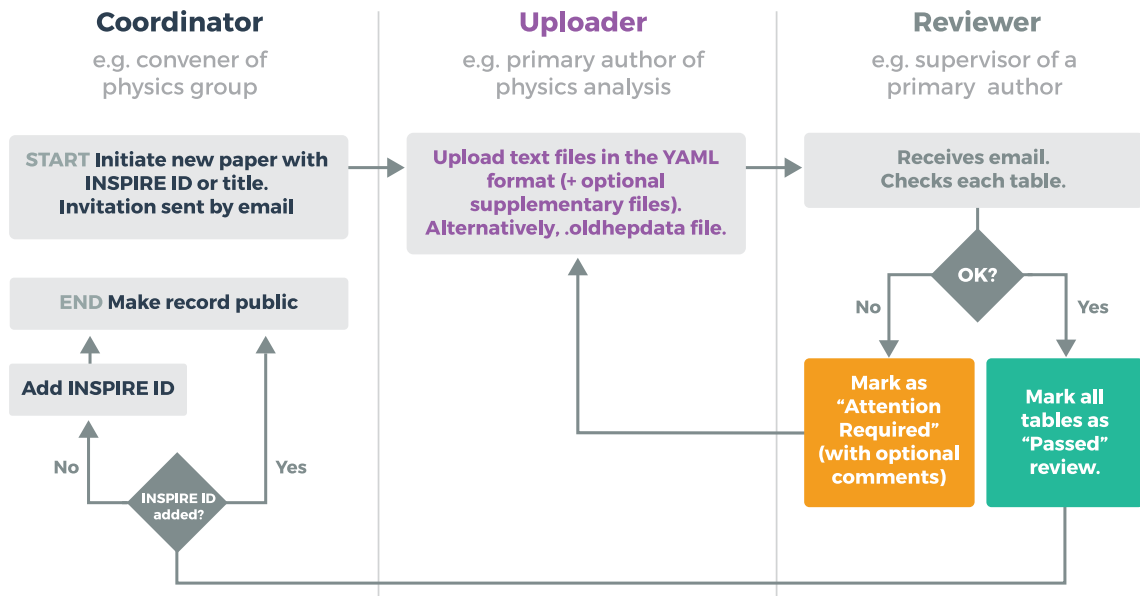 Coordinator
e.g. convener of
physics group
START Initiate new paper with
INSPIRE ID or title.
Invitation sent by email
END Make record public
Add INSPIRE ID
No
Yes
INSPIRE ID
added?
Uploader
e.g. primary author of
physics analysis
Upload text files in the YAML
format (+ optional
supplementary files).
Alternatively, .oldhepdata file.
Reviewer
e.g. supervisor of a
primary author
Receives email.
Checks each table.
OK?
No
Yes
Mark as
“Attention
Required”
(with optional
comments)
Mark all
tables as
“Passed”
review.